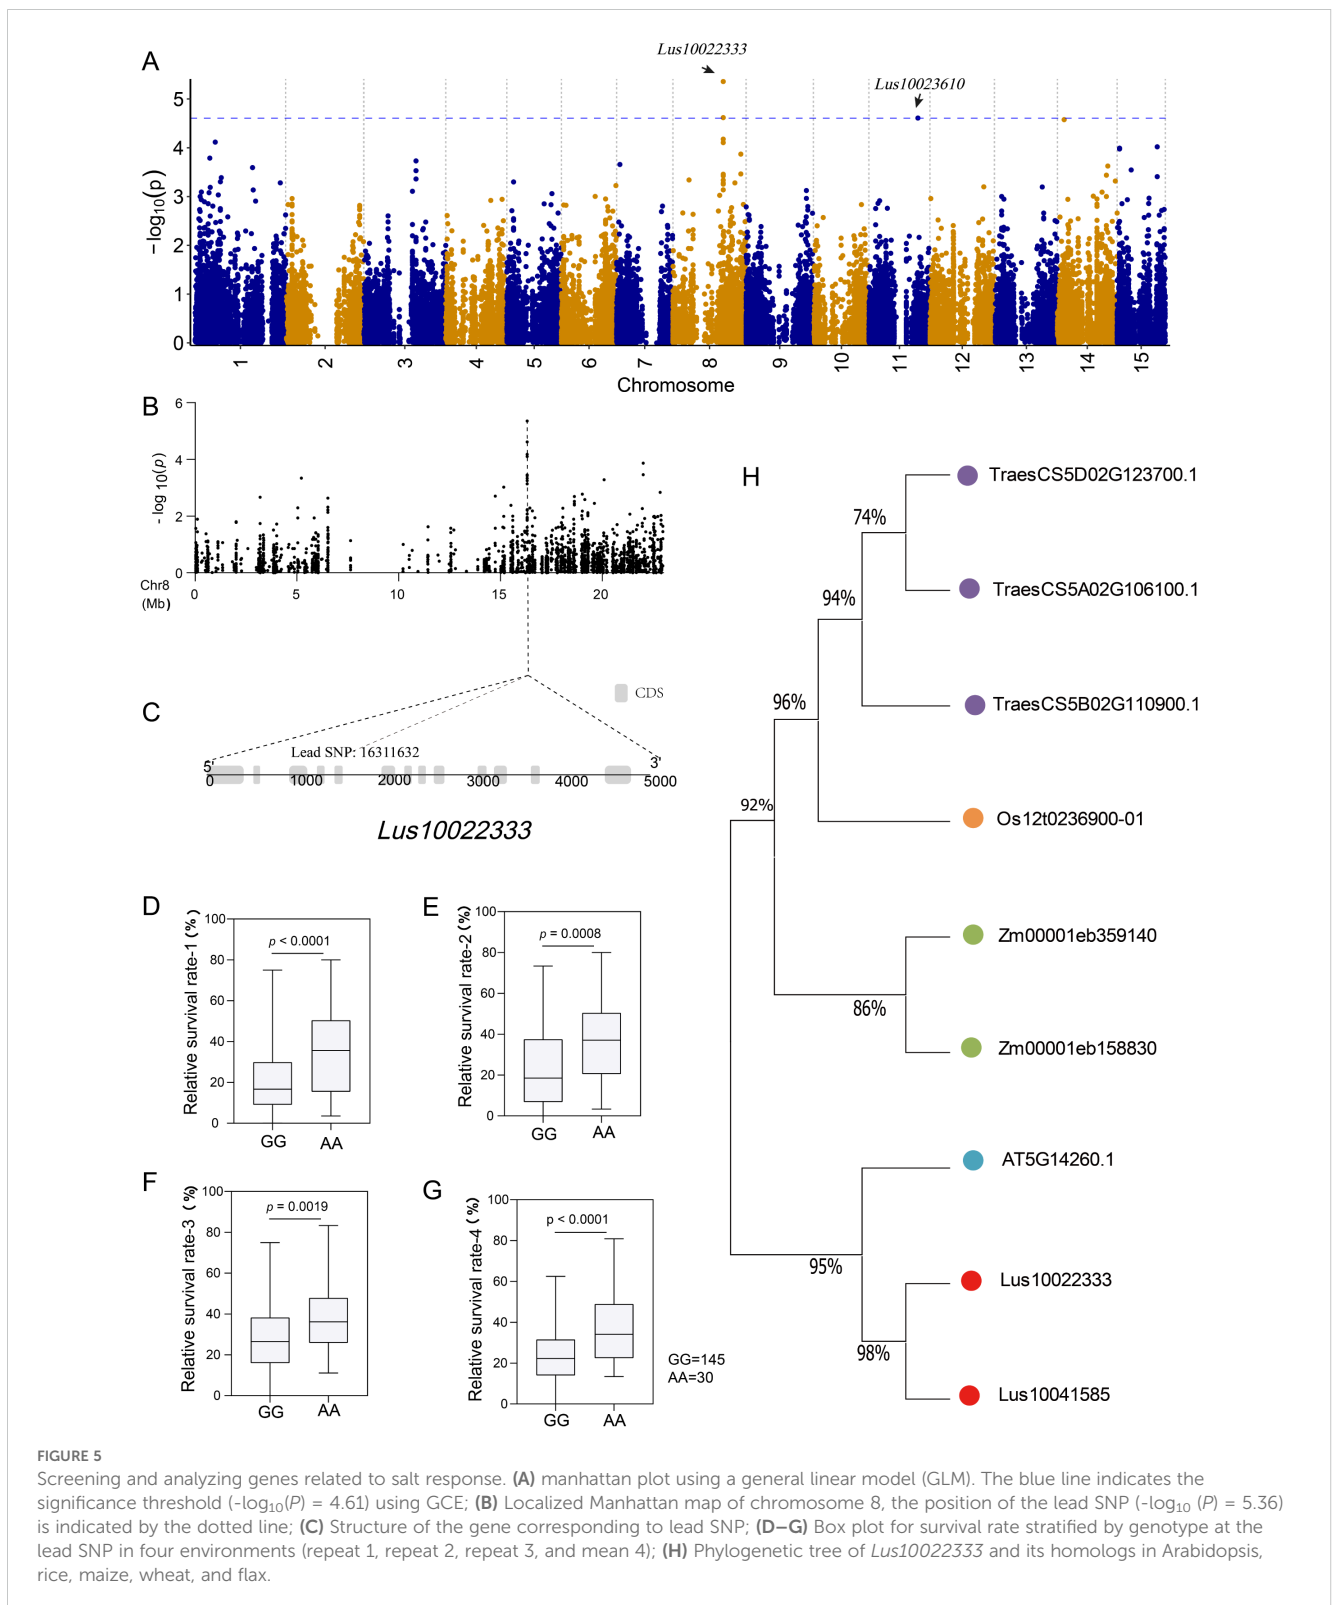 A
Lus10022333
Lus10023610
−log10(p)
5
4
3
2
1
0
1 2 3 4 5 6 7 8 9 10 11 12 13 14 15
Chromosome
B
- log 10(p)
6
4
2
0
Chr8
(Mb)
0 5 10 15 20
CDS
C
Lead SNP: 16311632
5' 3'
0 1000 2000 3000 4000 5000
Lus10022333
D
Relative survival rate-1 (%)
100
80
60
40
20
0
p < 0.0001
GG AA
E
Relative survival rate-2 (%)
100
80
60
40
20
0
p = 0.0008
GG AA
F
Relative survival rate-3 (%)
100
80
60
40
20
0
p = 0.0019
GG AA
G
Relative survival rate-4 (%)
100
80
60
40
20
0
p < 0.0001
GG AA
GG=145
AA=30
H
TraesCS5D02G123700.1
74%
TraesCS5A02G106100.1
94%
TraesCS5B02G110900.1
96%
Os12t0236900-01
92%
Zm00001eb359140
86%
Zm00001eb158830
AT5G14260.1
95%
Lus10022333
98%
Lus10041585
FIGURE 5
Screening and analyzing genes related to salt response. (A) manhattan plot using a general linear model (GLM). The blue line indicates the
significance threshold (-log10(P) = 4.61) using GCE; (B) Localized Manhattan map of chromosome 8, the position of the lead SNP (-log10 (P) = 5.36)
is indicated by the dotted line; (C) Structure of the gene corresponding to lead SNP; (D–G) Box plot for survival rate stratified by genotype at the
lead SNP in four environments (repeat 1, repeat 2, repeat 3, and mean 4); (H) Phylogenetic tree of Lus10022333 and its homologs in Arabidopsis,
rice, maize, wheat, and flax.